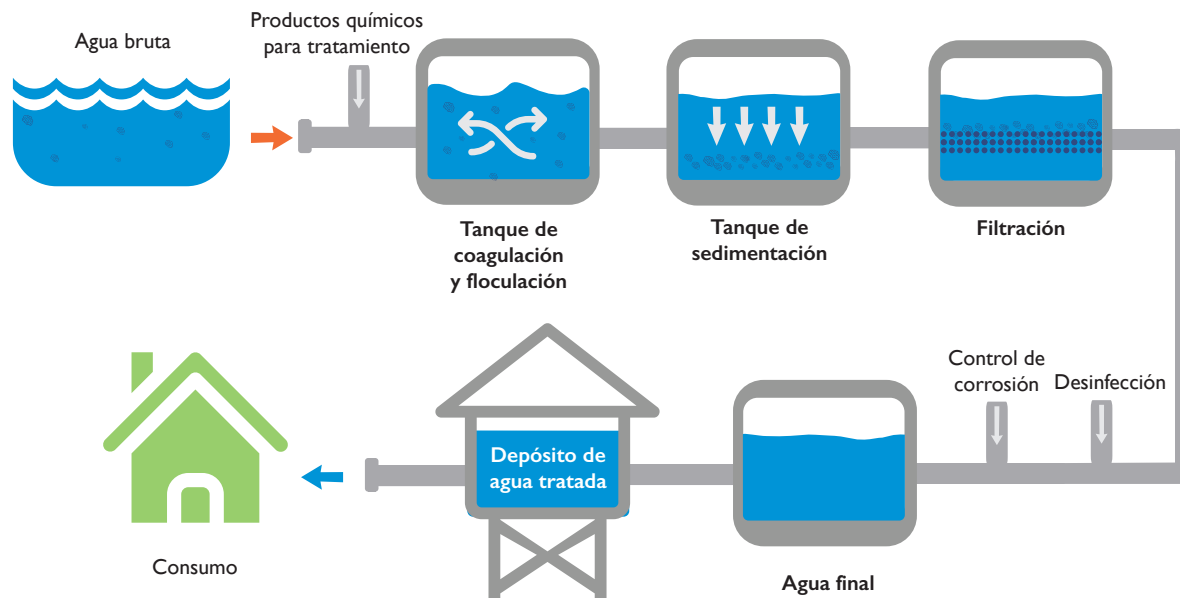 Agua bruta
Productos químicos
para tratamiento
Tanque de
coagulación
y floculación
Tanque de
sedimentación
Filtración
Control de
corrosión
Desinfección
Agua final
Depósito de
agua tratada
Consumo